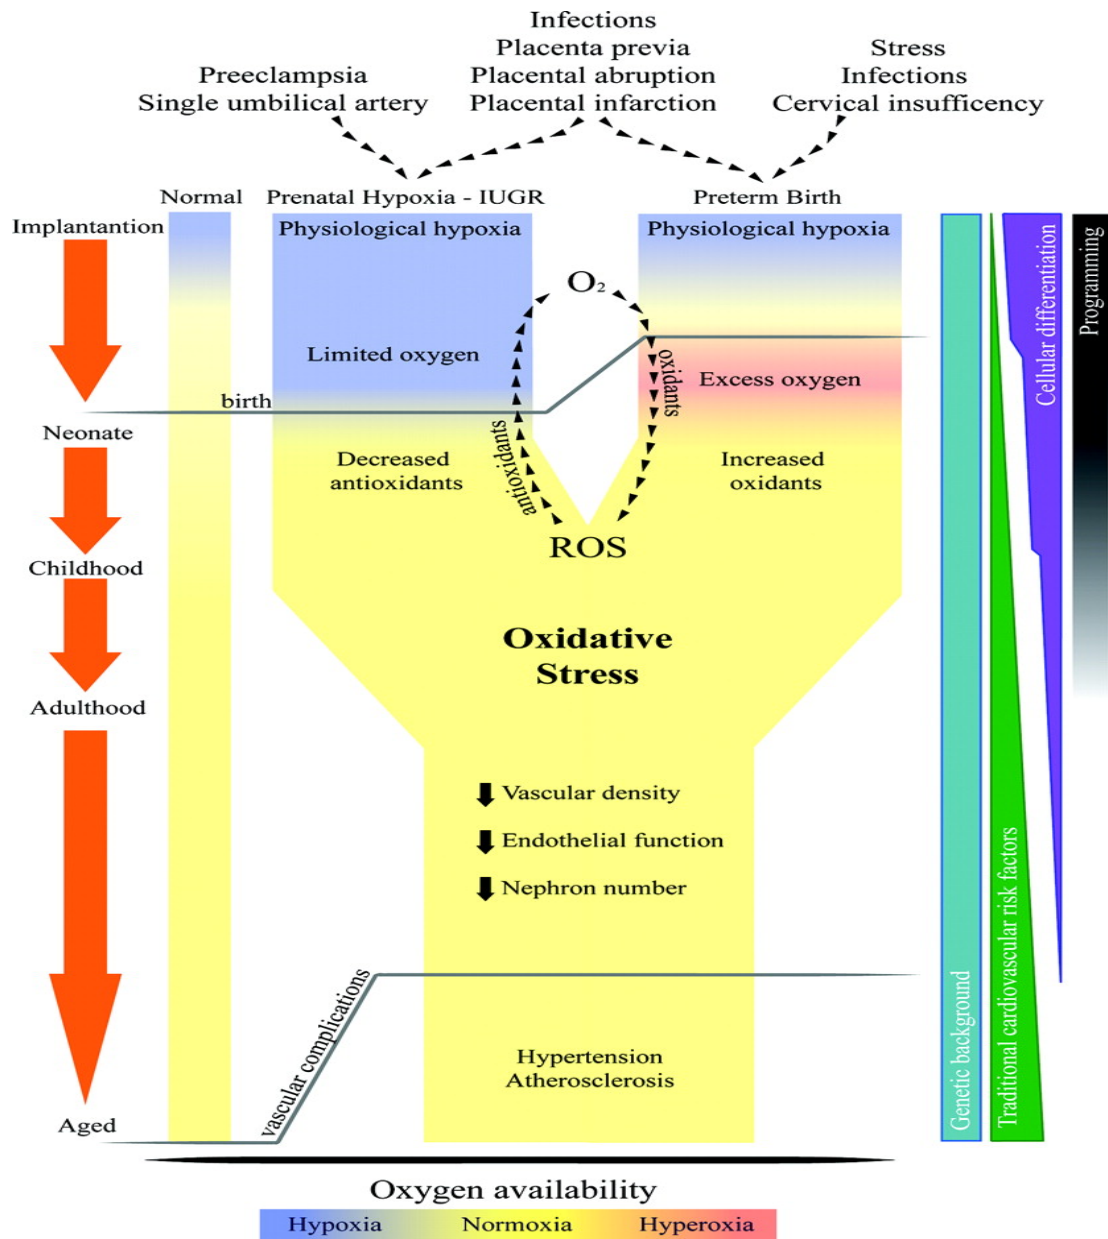 Infections
Placenta previa
Placental abruption
Placental infarction
Preeclampsia
Single umbilical artery
Stress
Infections
Cervical insufficency
Normal
Prenatal Hypoxia - IUGR
Preterm Birth
Implantantion
Physiological hypoxia
Physiological hypoxia
O₂
Limited oxygen
Excess oxygen
oxidants
birth
Neonate
antioxidants
Decreased
antioxidants
Increased
oxidants
ROS
Childhood
Oxidative
Stress
Adulthood
Vascular density
Endothelial function
Nephron number
vascular complications
Hypertension
Atherosclerosis
Aged
Genetic background
Traditional cardiovascular risk factors
Cellular differentiation
Programming
Oxygen availability
Hypoxia
Normoxia
Hyperoxia